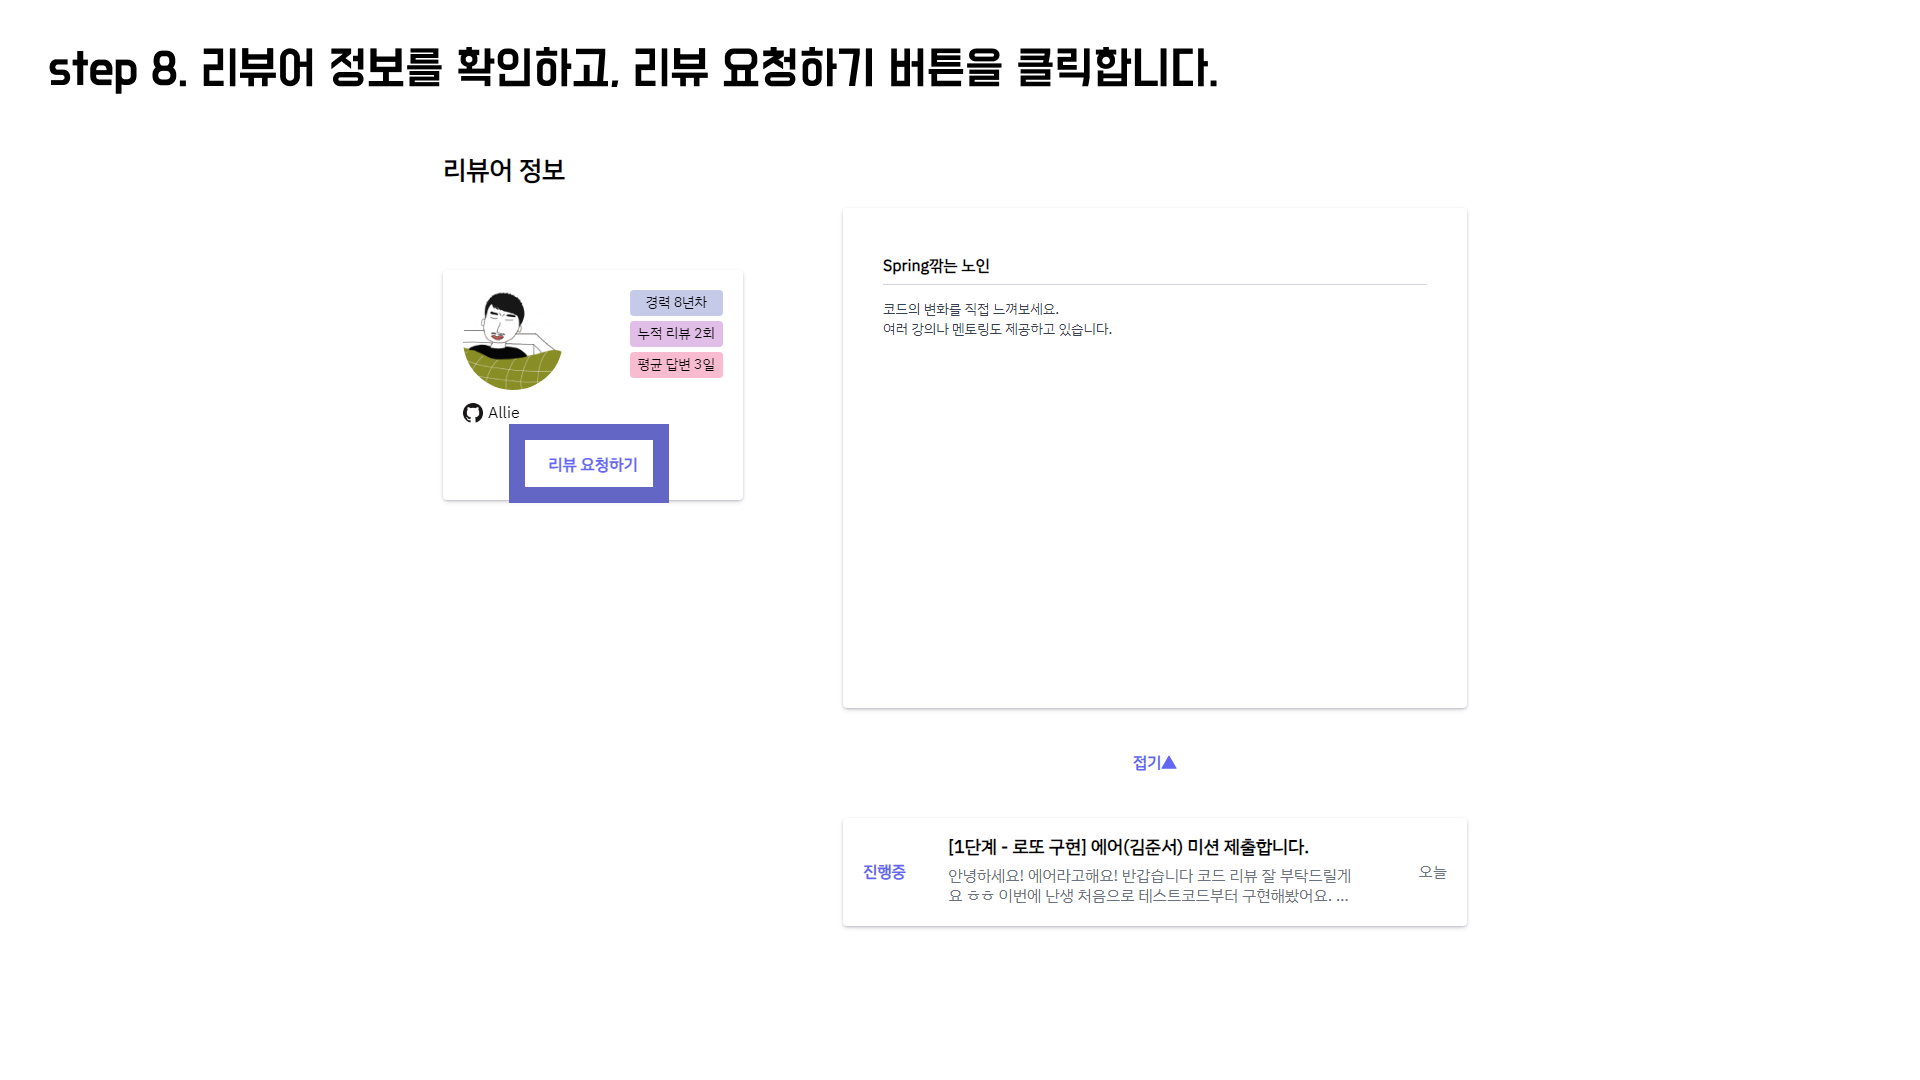 step 8. 리뷰어 정보를 확인하고, 리뷰 요청하기 버튼을 클릭합니다.
리뷰어 정보
경력 8년차
누적 리뷰 2회
평균 답변 3일
Allie
리뷰 요청하기
Spring깎는 노인
코드의 변화를 직접 느껴보세요.
여러 강의나 멘토링도 제공하고 있습니다.
접기▲
진행중
[1단계 - 로또 구현] 에어(김준서) 미션 제출합니다.
안녕하세요! 에어라고해요! 반갑습니다 코드 리뷰 잘 부탁드릴게
요 ㅎㅎ 이번에 난생 처음으로 테스트코드부터 구현해봤어요. ...
오늘